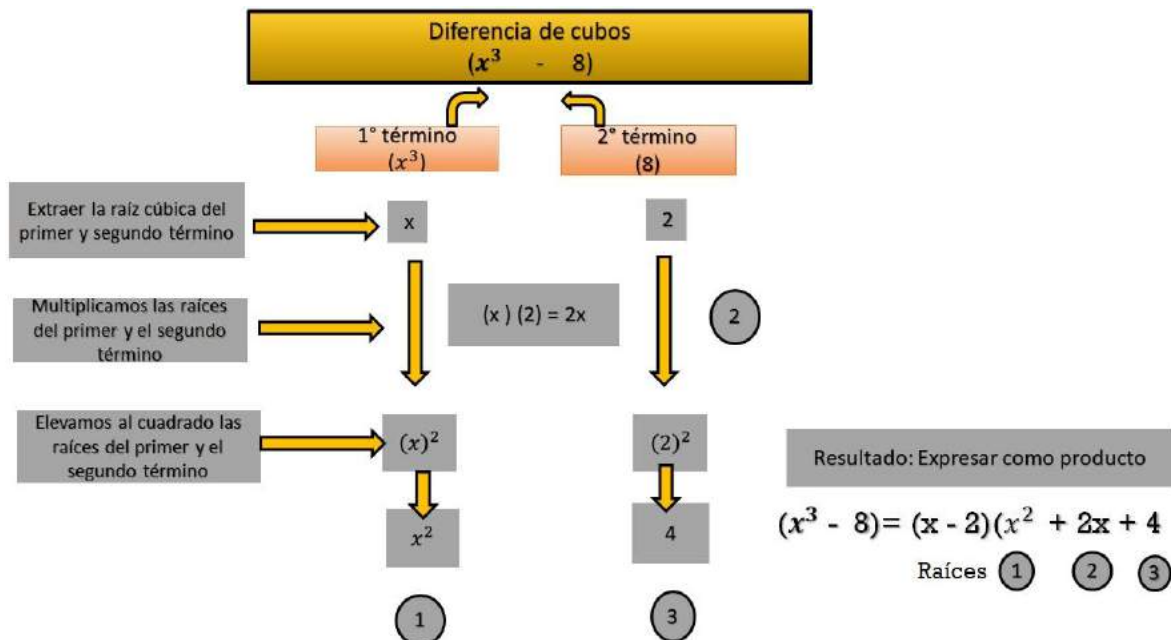 Diferencia de cubos
(x³ - 8)
1° término
(x³)
2° término
(8)
Extraer la raíz cúbica del
primer y segundo término
x
2
Multiplicamos las raíces
del primer y el segundo
término
(x ) (2) = 2x
2
Elevamos al cuadrado las
raíces del primer y el
segundo término
(x)²
(2)²
x²
4
1
3
Resultado: Expresar como producto
(x³ - 8)= (x - 2)(x² + 2x + 4
Raíces 1 2 3